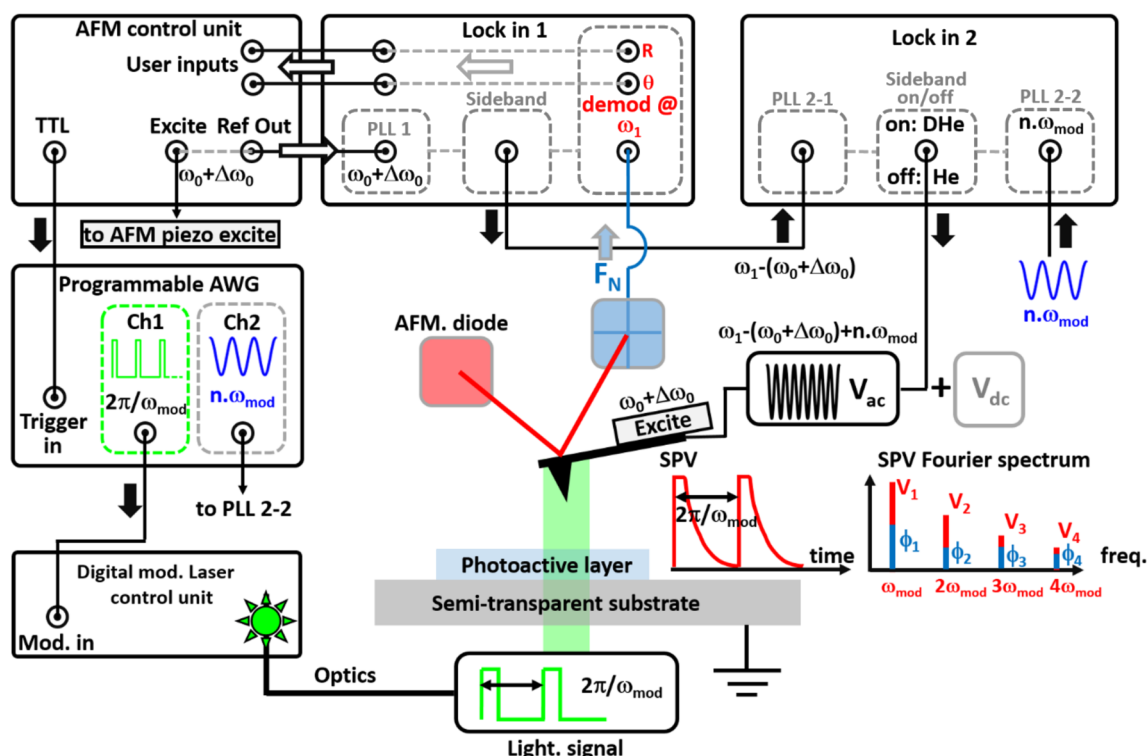 AFM control unit
User inputs
TTL
Excite
Ref Out
ω0+Δω0
to AFM piezo excite
Lock in 1
R
θ
demod @
ω1
Sideband
PLL 1
ω0+Δω0
Lock in 2
PLL 2-1
Sideband
on/off
on: DHe
off: He
PLL 2-2
n.ωmod
n.ωmod
ω1-(ω0+Δω0)
Programmable AWG
Ch1
2π/ωmod
Ch2
n.ωmod
Trigger
in
to PLL 2-2
FN
AFM. diode
ω1-(ω0+Δω0)+n.ωmod
Vac
+
Vdc
ω0+Δω0
Excite
SPV
2π/ωmod
time
SPV Fourier spectrum
V1
V2
V3
V4
ϕ1
ϕ2
ϕ3
ϕ4
freq.
ωmod
2ωmod
3ωmod
4ωmod
Photoactive layer
Semi-transparent substrate
Digital mod. Laser
control unit
Mod. in
Optics
2π/ωmod
Light. signal